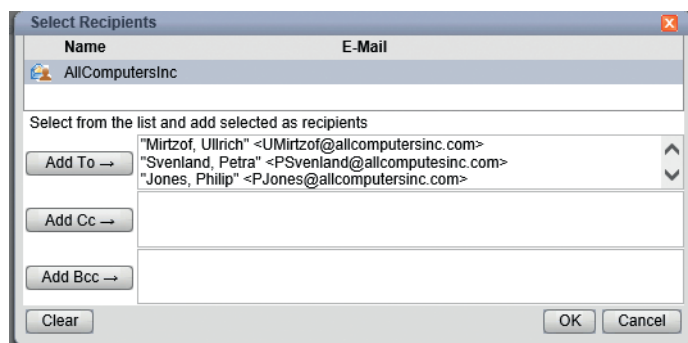 Select Recipients
Name E-Mail
AllComputersInc
Select from the list and add selected as recipients
Add To → "Mirtzof, Ullrich" <UMirtzof@allcomputersinc.com>
"Svenland, Petra" <PSvenland@allcomputesinc.com>
"Jones, Philip" <PJones@allcomputersinc.com>
Add Cc →
Add Bcc →
Clear OK Cancel